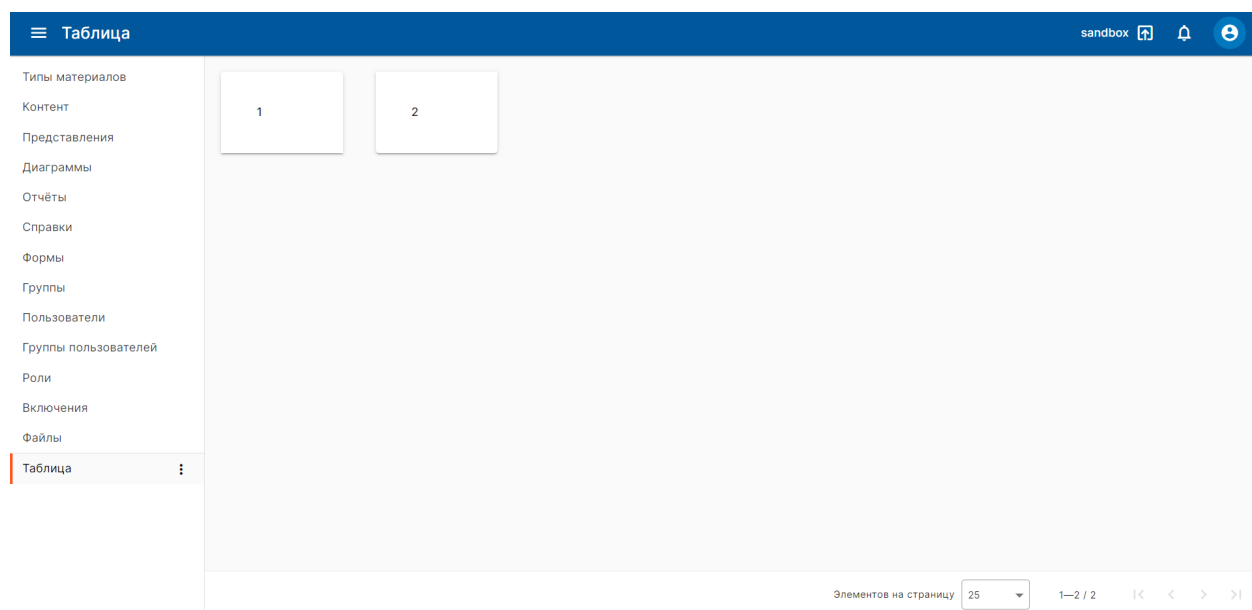 Таблица
sandbox
Типы материалов
Контент
Представления
Диаграммы
Отчёты
Справки
Формы
Группы
Пользователи
Группы пользователей
Роли
Включения
Файлы
Таблица
1
2
Элементов на страницу 25 1—2 / 2